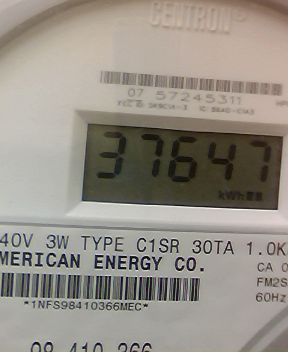 CENTRON®
07 57245311
37647
kWh
40V 3W TYPE C1SR 30TA 1.0K
MERICAN ENERGY CO.
CA 0
FM2S
60Hz
*1NFS98410366MEC*
98 410 366